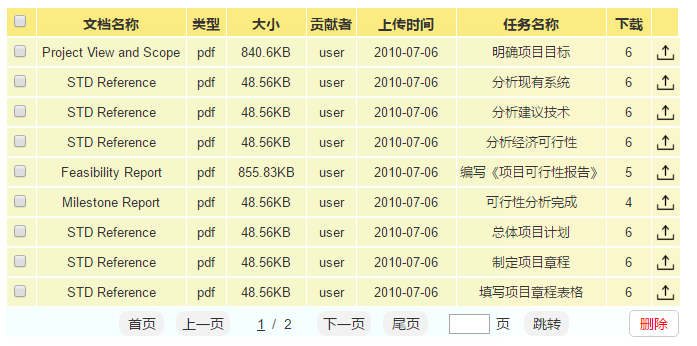 文档名称 类型 大小 贡献者 上传时间 任务名称 下载
Project View and Scope pdf 840.6KB user 2010-07-06 明确项目目标 6
STD Reference pdf 48.56KB user 2010-07-06 分析现有系统 6
STD Reference pdf 48.56KB user 2010-07-06 分析建议技术 6
STD Reference pdf 48.56KB user 2010-07-06 分析经济可行性 6
Feasibility Report pdf 855.83KB user 2010-07-06 编写《项目可行性报告》 5
Milestone Report pdf 48.56KB user 2010-07-06 可行性分析完成 4
STD Reference pdf 48.56KB user 2010-07-06 总体项目计划 6
STD Reference pdf 48.56KB user 2010-07-06 制定项目章程 6
STD Reference pdf 48.56KB user 2010-07-06 填写项目章程表格 6
首页 上一页 1 / 2 下一页 尾页 页 跳转 删除